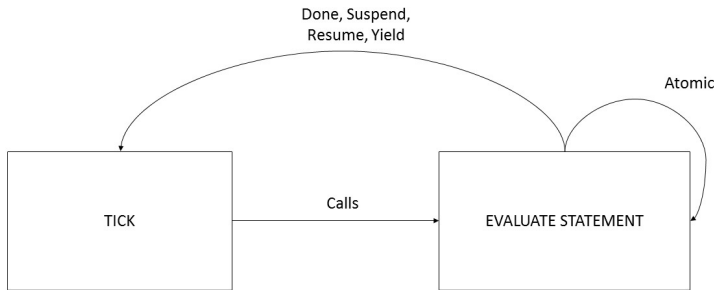 Done, Suspend,
Resume, Yield
Atomic
Calls
TICK
EVALUATE STATEMENT